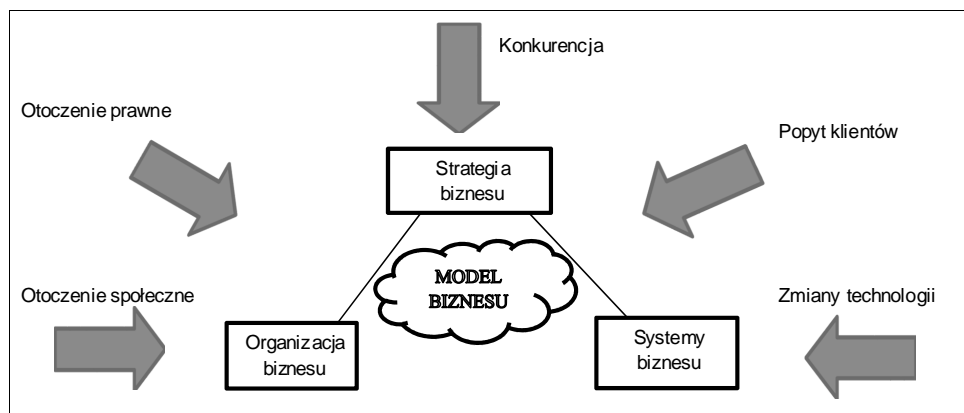 Konkurencja
Otoczenie prawne
Popyt klientów
Strategia
biznesu
MODEL
BIZNESU
Otoczenie społeczne
Zmiany technologii
Organizacja
biznesu
Systemy
biznesu